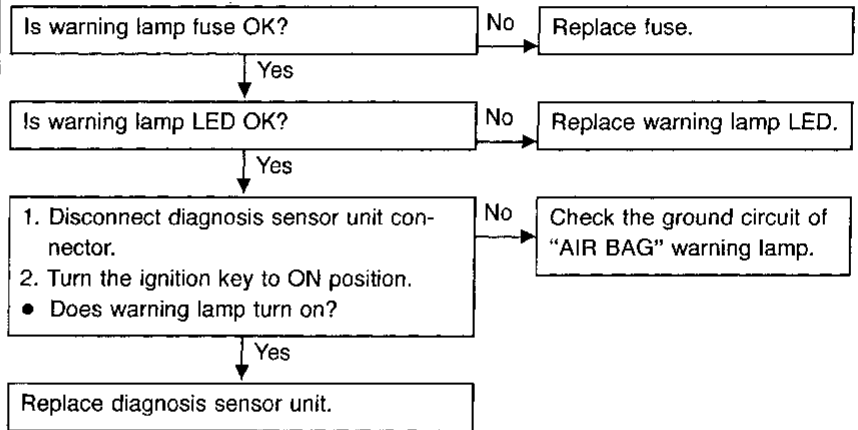 Is warning lamp fuse OK?
No
Replace fuse.
Yes
Is warning lamp LED OK?
No
Replace warning lamp LED.
Yes
1. Disconnect diagnosis sensor unit con-
nector.
2. Turn the ignition key to ON position.
● Does warning lamp turn on?
No
Check the ground circuit of
“AIR BAG” warning lamp.
Yes
Replace diagnosis sensor unit.